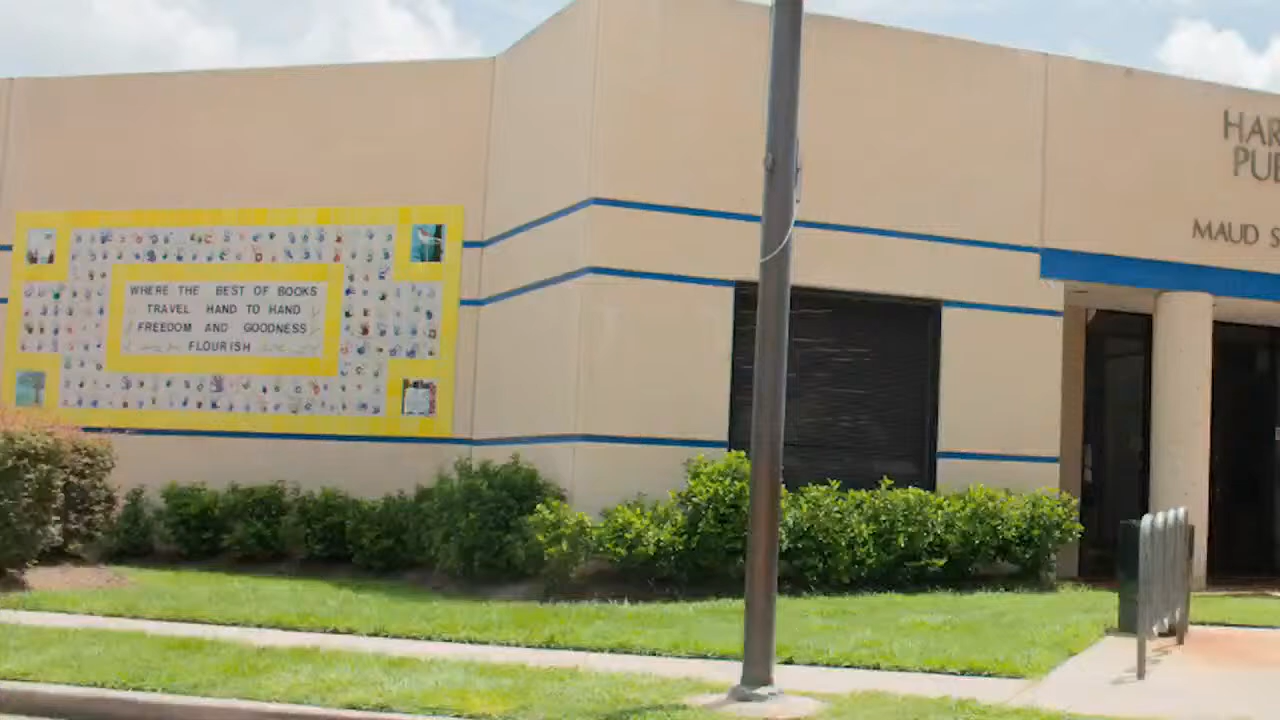 WHERE THE BEST OF BOOKS
TRAVEL HAND TO HAND
FREEDOM AND GOODNESS
FLOURISH
HAR
PUB
MAUD S